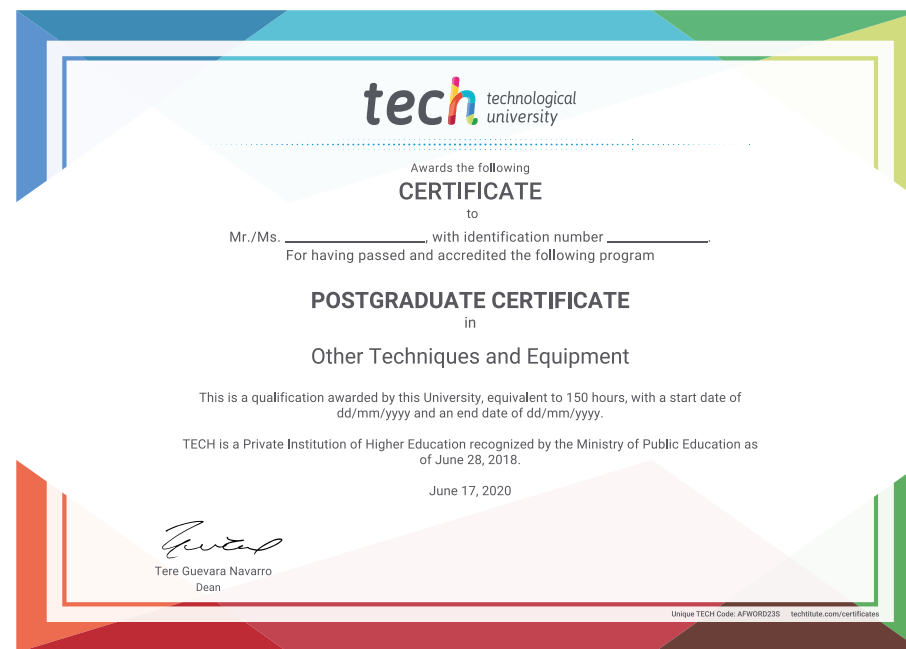 tech technological
university
Awards the following
CERTIFICATE
to
Mr./Ms. ____________________, with identification number ______________.
For having passed and accredited the following program
POSTGRADUATE CERTIFICATE
in
Other Techniques and Equipment
This is a qualification awarded by this University, equivalent to 150 hours, with a start date of
dd/mm/yyyy and an end date of dd/mm/yyyy.
TECH is a Private Institution of Higher Education recognized by the Ministry of Public Education as
of June 28, 2018.
June 17, 2020
Tere Guevara Navarro
Dean
Unique TECH Code: AFWORD23S techtitute.com/certificates